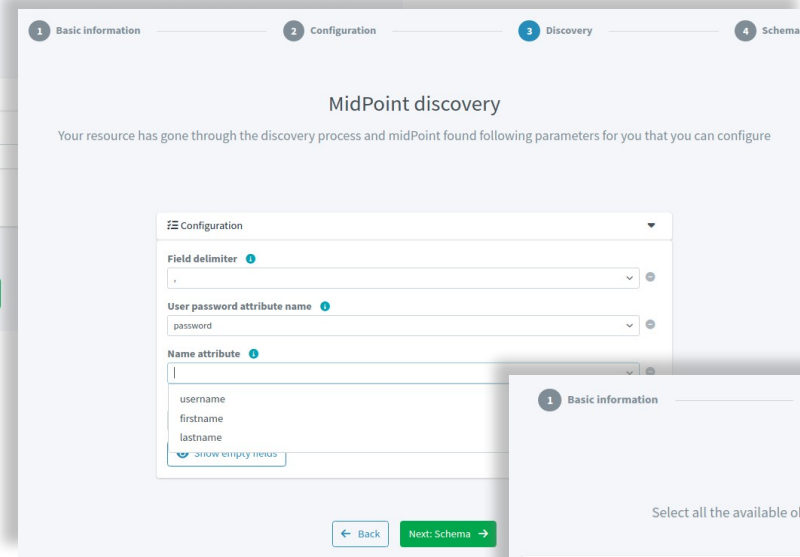 1 Basic information
2 Configuration
3 Discovery
4 Schema
MidPoint discovery
Your resource has gone through the discovery process and midPoint found following parameters for you that you can configure
Configuration
Field delimiter
,
User password attribute name
password
Name attribute
username
firstname
lastname
Show empty fields
← Back
Next: Schema →
1 Basic information
Select all the available